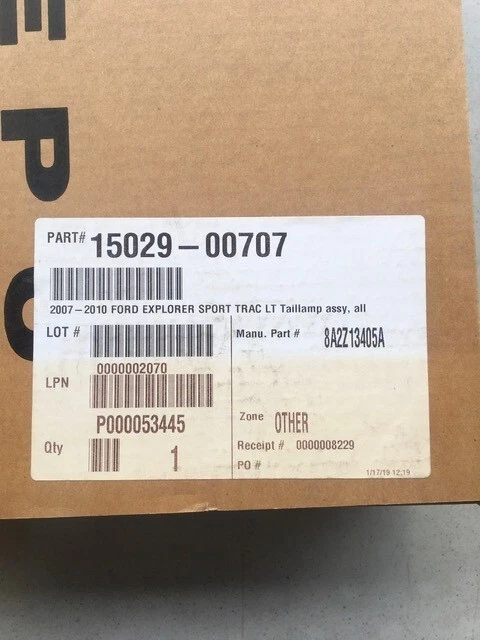 E P O
PART# 15029-00707
2007-2010 FORD EXPLORER SPORT TRAC LT Taillamp assy, all
LOT #
0000002070
Manu. Part # 8A2Z13405A
LPN
P000053445
Zone OTHER
Qty 1
Receipt # 0000008229
PO #
1/17/19 12:19